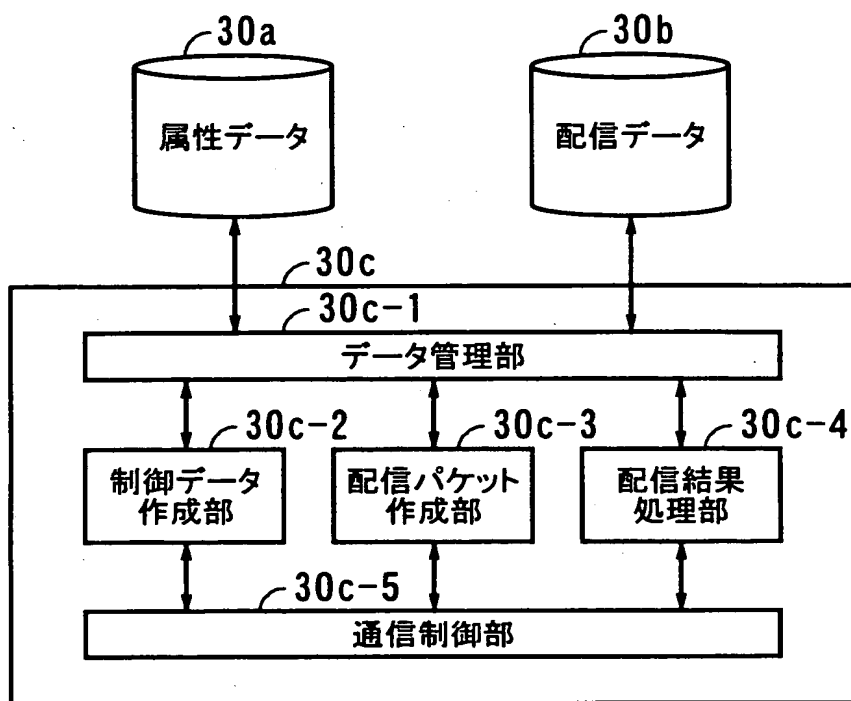 30a
30b
属性データ
配信データ
30c
30c-1
データ管理部
30c-2
30c-3
30c-4
制御データ
作成部
配信パケット
作成部
配信結果
処理部
30c-5
通信制御部